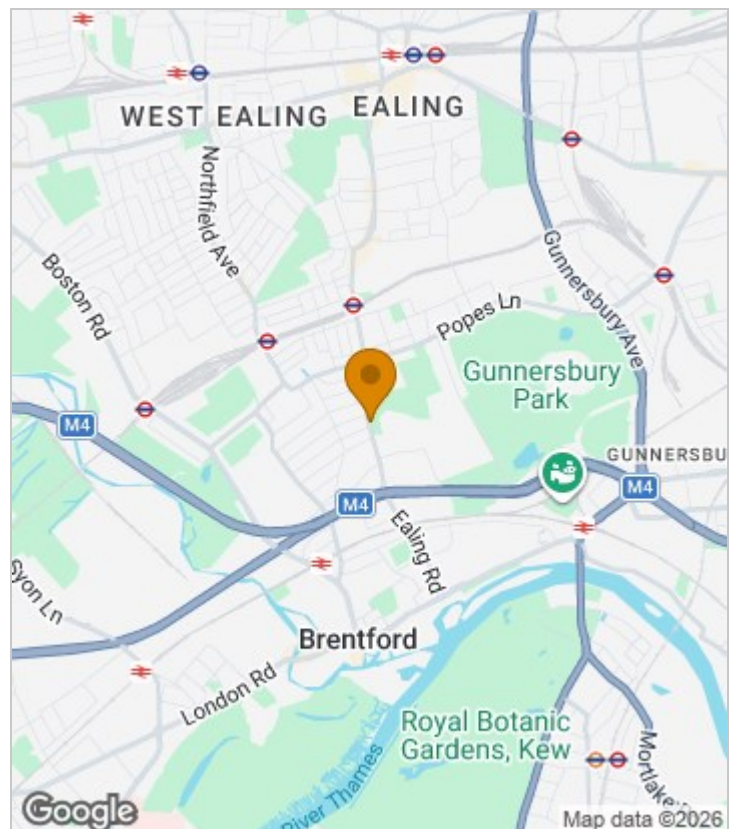 WEST EALING
EALING
Northfield Ave
Boston Rd
Gunnersbury Ave
Popes Ln
Gunnersbury
Park
M4
GUNNERSBU
M4
M4
Ealing Rd
Syon Ln
Brentford
London Rd
Royal Botanic
Gardens, Kew
Mortlake
River Thames
Google
Map data ©2026